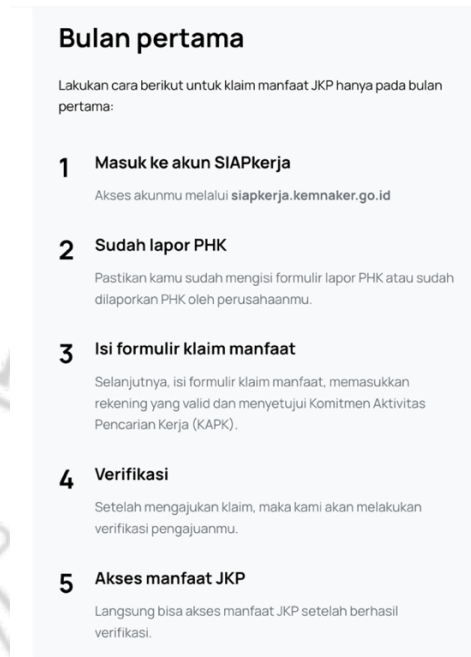 Bulan pertama
Lakukan cara berikut untuk klaim manfaat JKP hanya pada bulan
pertama:
1 Masuk ke akun SIAPkerja
Akses akunmu melalui siapkerja.kemnaker.go.id
2 Sudah lapor PHK
Pastikan kamu sudah mengisi formulir lapor PHK atau sudah
dilaporkan PHK oleh perusahaanmu.
3 Isi formulir klaim manfaat
Selanjutnya, isi formulir klaim manfaat, memasukkan
rekening yang valid dan menyetujui Komitmen Aktivitas
Pencarian Kerja (KAPK).
4 Verifikasi
Setelah mengajukan klaim, maka kami akan melakukan
verifikasi pengajuanmu.
5 Akses manfaat JKP
Langsung bisa akses manfaat JKP setelah berhasil
verifikasi.